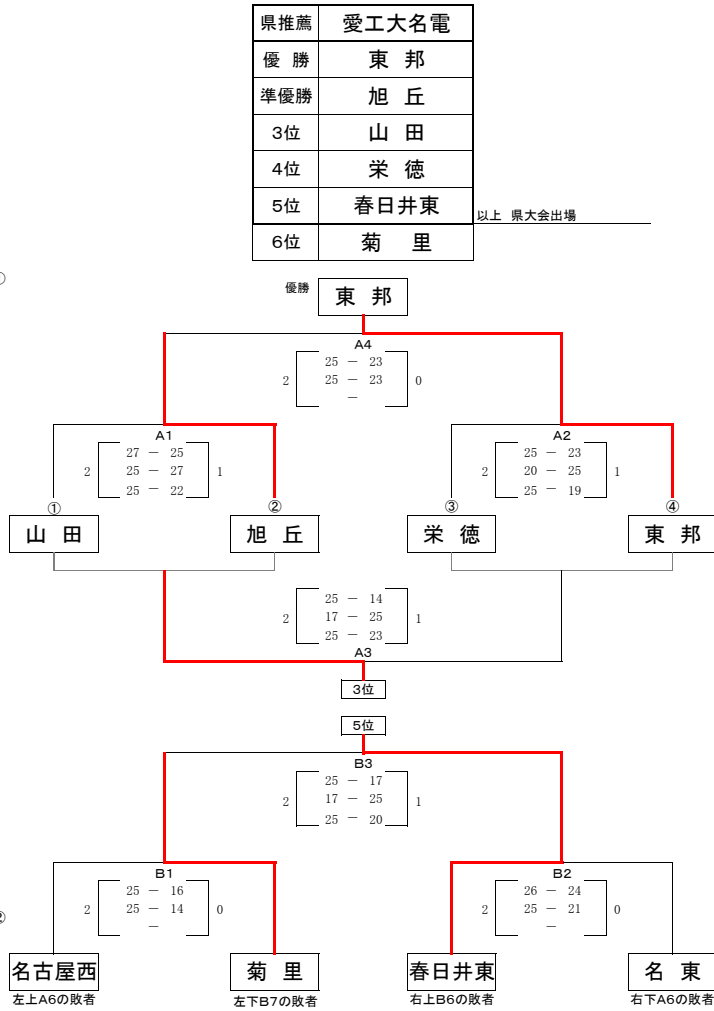 県推薦 愛工大名電
優 勝 東 邦
準優勝 旭 丘
3位 山 田
4位 栄 徳
5位 春日井東
以上 県大会出場
6位 菊 里
優勝 東 邦
A4
25 － 23
2 25 － 23 0
－
A1 A2
27 － 25 25 － 23
2 25 － 27 1 2 20 － 25 1
25 － 22 25 － 19
① ② ③ ④
山 田 旭 丘 栄 徳 東 邦
25 － 14
2 17 － 25 1
25 － 23
A3
3位
5位
B3
25 － 17
2 17 － 25 1
25 － 20
B1 B2
25 － 16 26 － 24
2 25 － 14 0 2 25 － 21 0
－ －
名古屋西 菊 里 春日井東 名 東
左上A6の敗者 左下B7の敗者 右上B6の敗者 右下A6の敗者